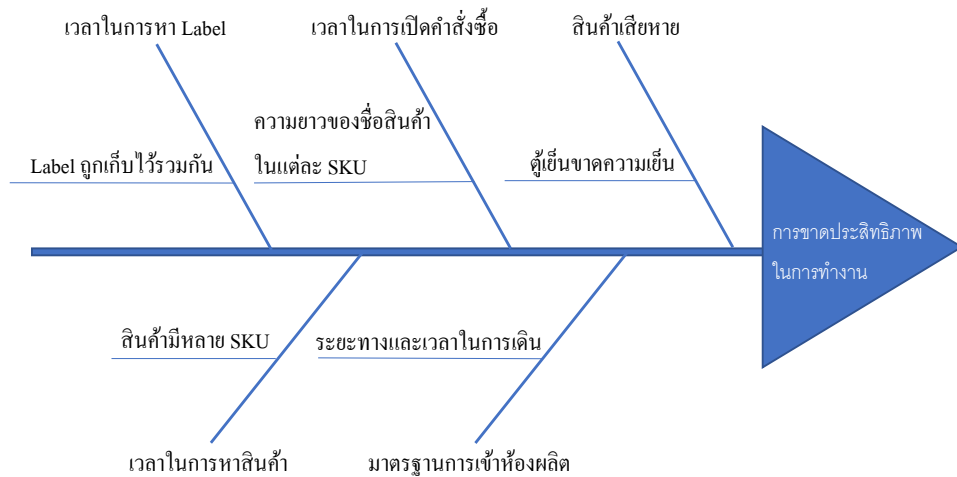 เวลาในการหา Label
เวลาในการเปิดคำสั่งซื้อ
สินค้าเสียหาย
ความยาวของชื่อสินค้า
ในแต่ละ SKU
Label ถูกเก็บไว้รวมกัน
ตู้เย็นขาดความเย็น
การขาดประสิทธิภาพ
ในการทำงาน
สินค้ามีหลาย SKU
ระยะทางและเวลาในการเดิน
เวลาในการหาสินค้า
มาตรฐานการเข้าห้องผลิต